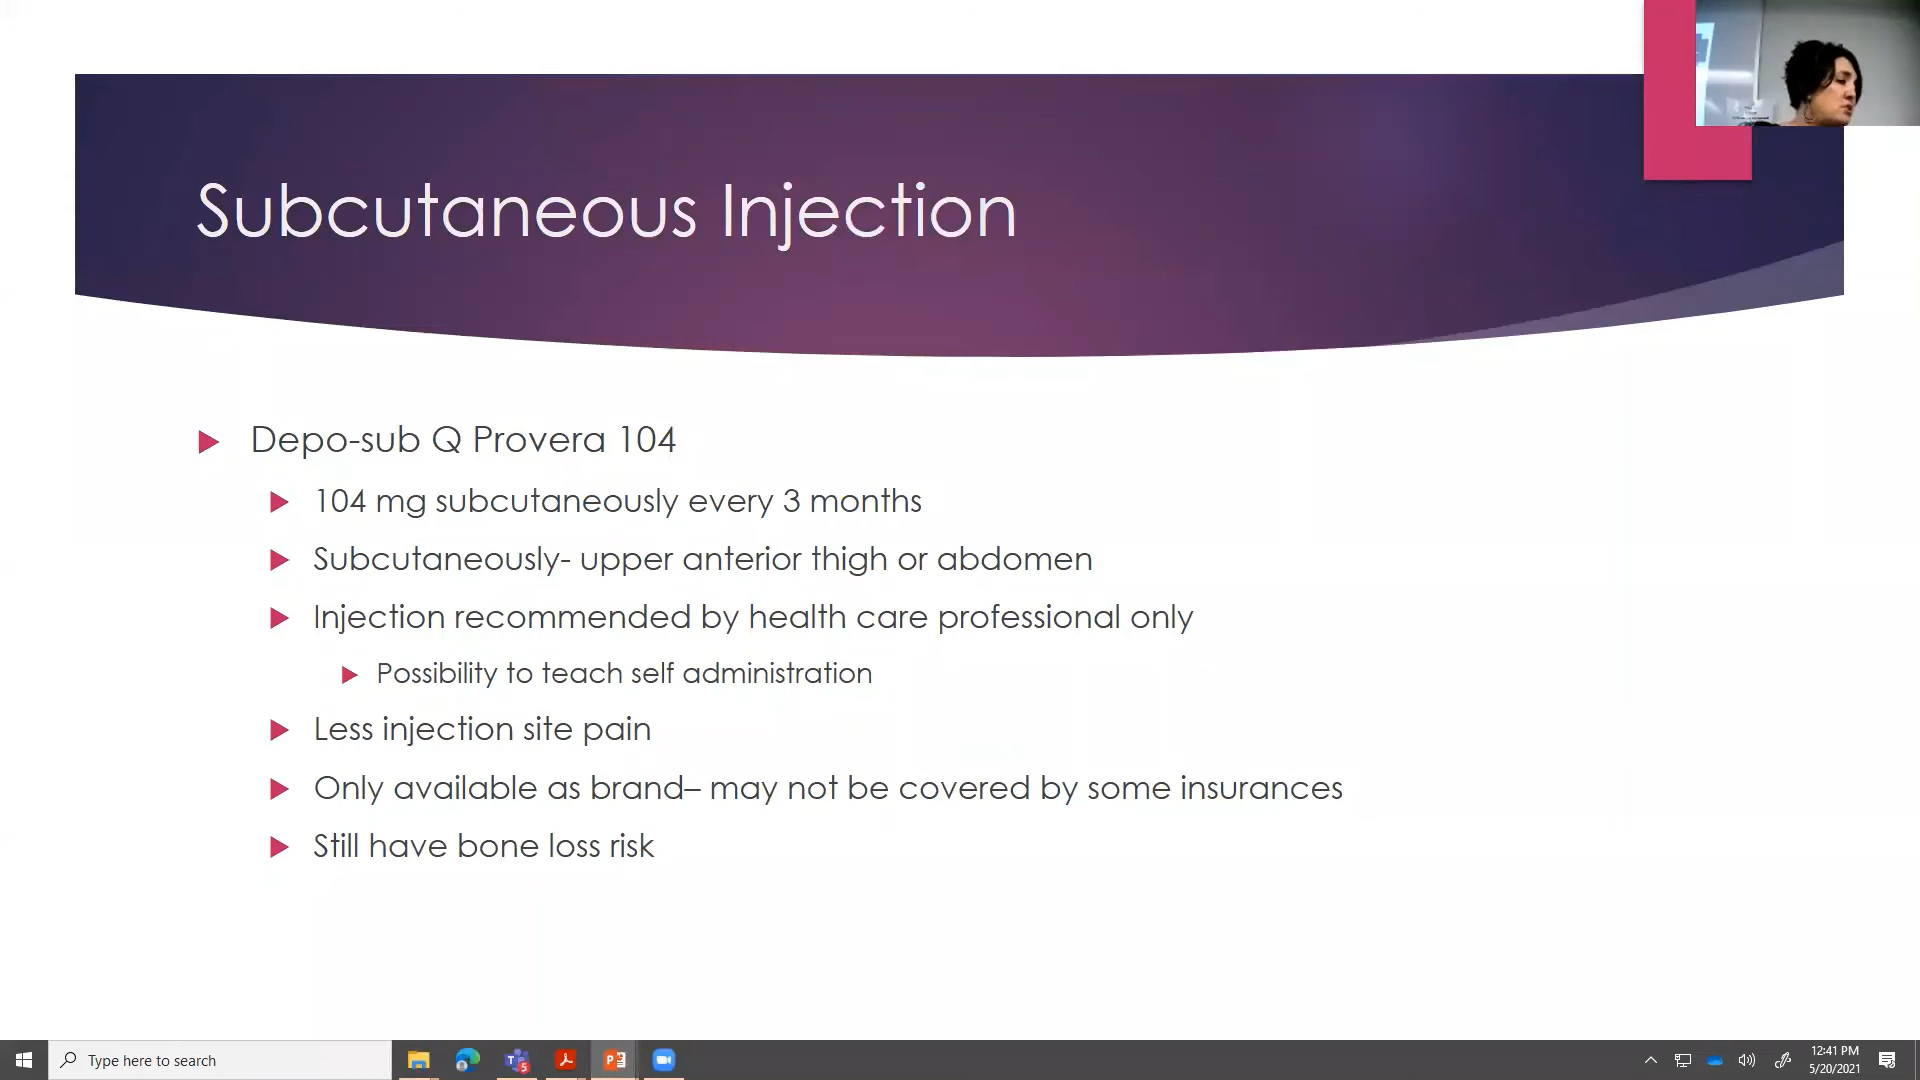 Subcutaneous Injection
Depo-sub Q Provera 104
104 mg subcutaneously every 3 months
Subcutaneously- upper anterior thigh or abdomen
Injection recommended by health care professional only
Possibility to teach self administration
Less injection site pain
Only available as brand– may not be covered by some insurances
Still have bone loss risk
Type here to search
12:41 PM
5/20/2021